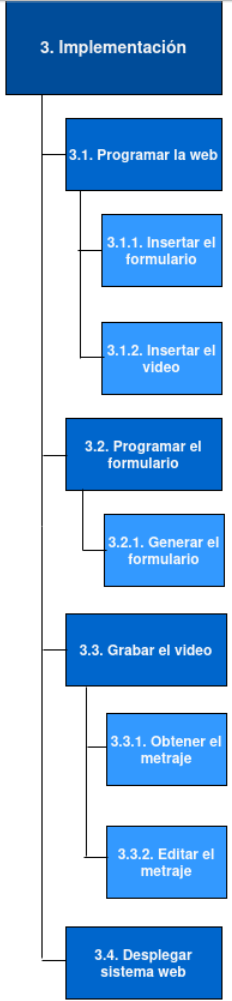 3. Implementación
3.1. Programar la web
3.1.1. Insertar el
formulario
3.1.2. Insertar el
video
3.2. Programar el
formulario
3.2.1. Generar el
formulario
3.3. Grabar el video
3.3.1. Obtener el
metraje
3.3.2. Editar el
metraje
3.4. Desplegar
sistema web